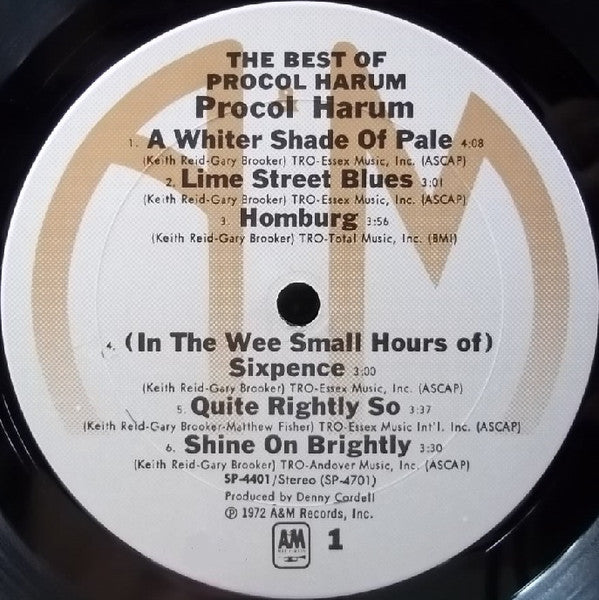 THE BEST OF
PROCOL HARUM
Procol Harum
1. A Whiter Shade Of Pale 4:08
(Keith Reid-Gary Brooker) TRO-Essex Music, Inc. (ASCAP)
2. Lime Street Blues 3:01
(Keith Reid-Gary Brooker) TRO-Essex Music, Inc. (ASCAP)
3. Homburg 3:56
(Keith Reid-Gary Brooker) TRO-Total Music, Inc. (BMI)
4. (In The Wee Small Hours of)
Sixpence 3:00
(Keith Reid-Gary Brooker) TRO-Essex Music, Inc. (ASCAP)
5. Quite Rightly So 3:37
(Keith Reid-Gary Brooker-Matthew Fisher) TRO-Essex Music Int'l. Inc. (ASCAP)
6. Shine On Brightly 3:30
(Keith Reid-Gary Brooker) TRO-Andover Music, Inc. (ASCAP)
SP-4401/Stereo (SP-4701)
Produced by Denny Cordell
℗ 1972 A&M Records, Inc.
A&M 1